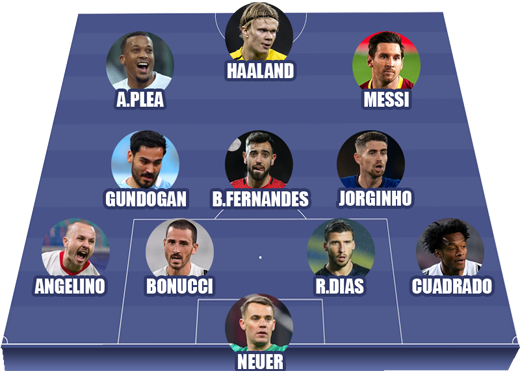 HAALAND
A.PLEA
MESSI
GUNDOGAN
B.FERNANDES
JORGINHO
ANGELINO
BONUCCI
R.DIAS
CUADRADO
NEUER